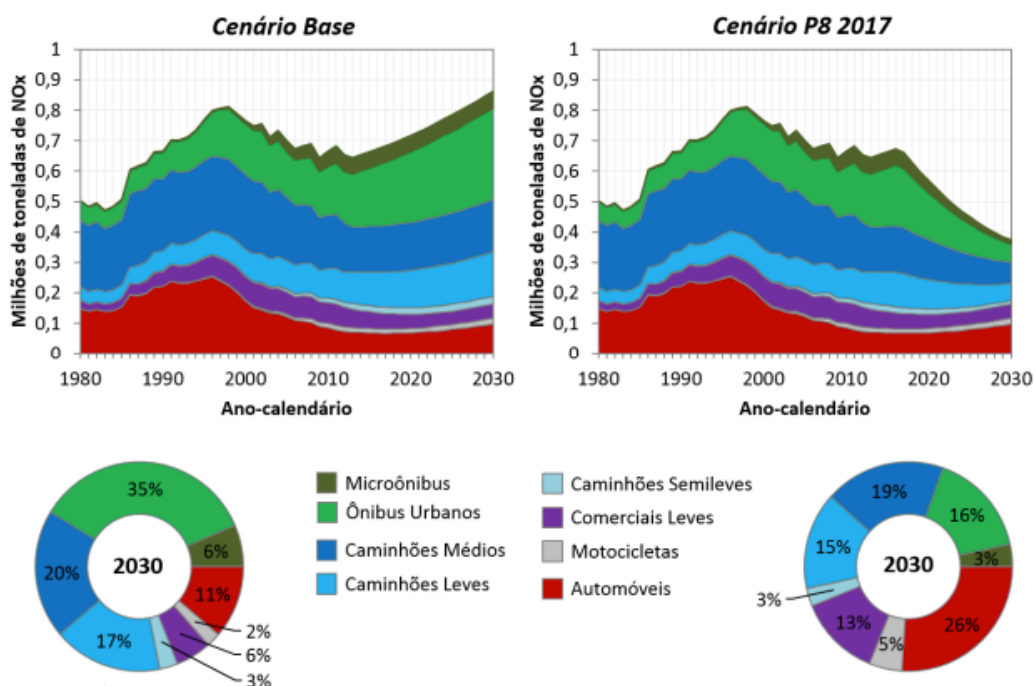 Cenário Base
Milhões de toneladas de NOx
1
0,9
0,8
0,7
0,6
0,5
0,4
0,3
0,2
0,1
0
1980 1990 2000 2010 2020 2030
Ano-calendário
Cenário P8 2017
Milhões de toneladas de NOx
1
0,9
0,8
0,7
0,6
0,5
0,4
0,3
0,2
0,1
0
1980 1990 2000 2010 2020 2030
Ano-calendário
35%
6%
20%
2030
11%
2%
17%
6%
3%
Microônibus
Ônibus Urbanos
Caminhões Médios
Caminhões Leves
Caminhões Semileves
Comerciais Leves
Motocicletas
Automóveis
19%
16%
15%
2030
3%
3%
13%
26%
5%